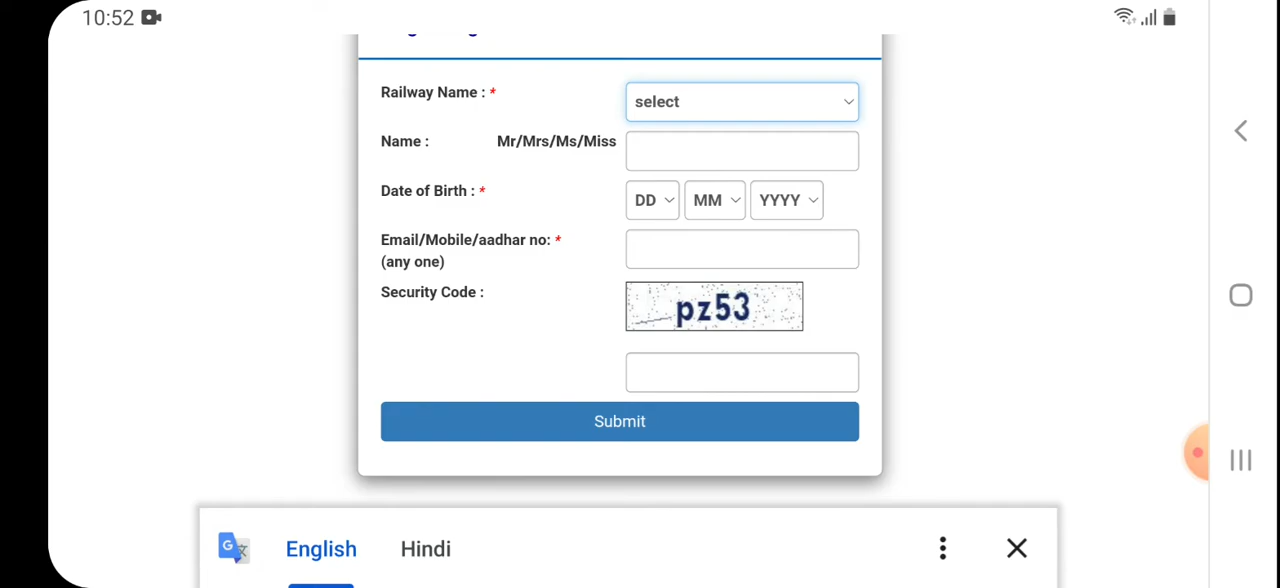 10:52
Railway Name : *
select
Name : Mr/Mrs/Ms/Miss
Date of Birth : *
DD MM YYYY
Email/Mobile/aadhar no: *
(any one)
Security Code :
pz53
Submit
English Hindi